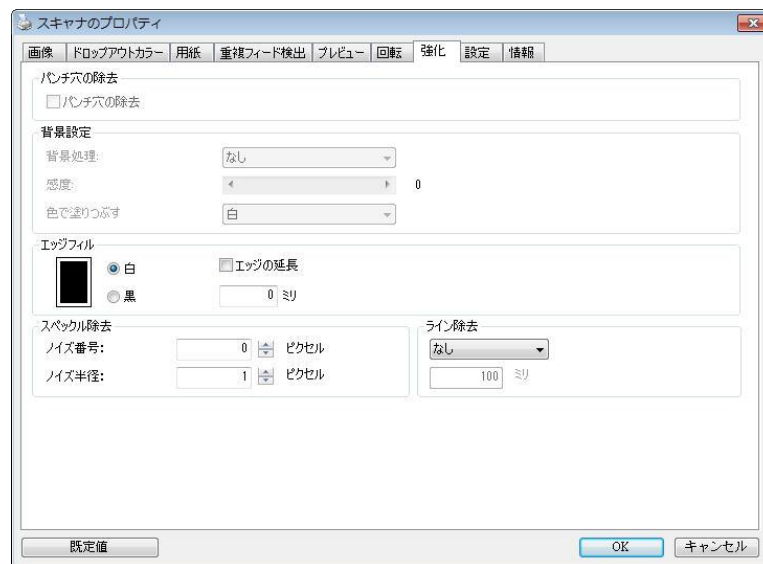 スキャナのプロパティ
画像 ドロップアウトカラー 用紙 重複フィード検出 プレビュー 回転 強化 設定 情報
パンチ穴の除去
パンチ穴の除去
背景設定
背景処理: なし
感度: 0
色で塗りつぶす 白
エッジフィル
白 エッジの延長
黒 0 ミリ
スペックル除去 ライン除去
ノイズ番号: 0 ピクセル なし
ノイズ半径: 1 ピクセル 100 ミリ
既定値 OK キャンセル